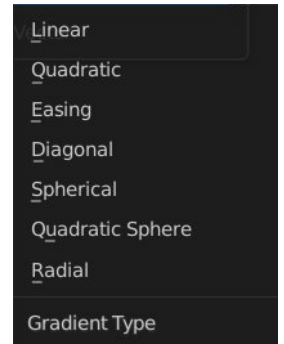 Linear
Quadratic
Easing
Diagonal
Spherical
Quadratic Sphere
Radial
Gradient Type